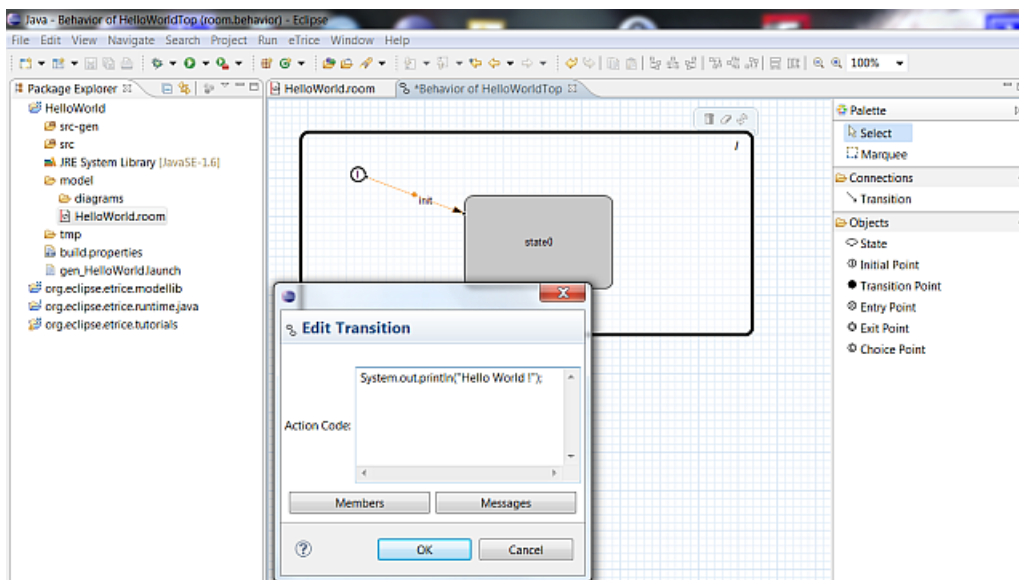 Java - Behavior of HelloWorldTop (room.behavior) - Eclipse
File Edit View Navigate Search Project Run eTrice Window Help
100%
Package Explorer
HelloWorld
src-gen
src
JRE System Library [JavaSE-1.6]
model
diagrams
HelloWorld.room
tmp
build.properties
gen_HelloWorld.launch
org.eclipse.etrice.modellib
org.eclipse.etrice.runtime.java
org.eclipse.etrice.tutorials
HelloWorld.room
*Behavior of HelloWorldTop
/
I
init
state0
Edit Transition
Action Code:
System.out.println("Hello World !");
Members
Messages
?
OK
Cancel
Palette
Select
Marquee
Connections
Transition
Objects
State
Initial Point
Transition Point
Entry Point
Exit Point
Choice Point